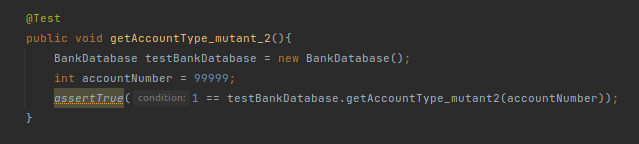 @Test
public void getAccountType_mutant_2(){
BankDatabase testBankDatabase = new BankDatabase();
int accountNumber = 99999;
assertTrue( condition: 1 == testBankDatabase.getAccountType_mutant2(accountNumber));
}